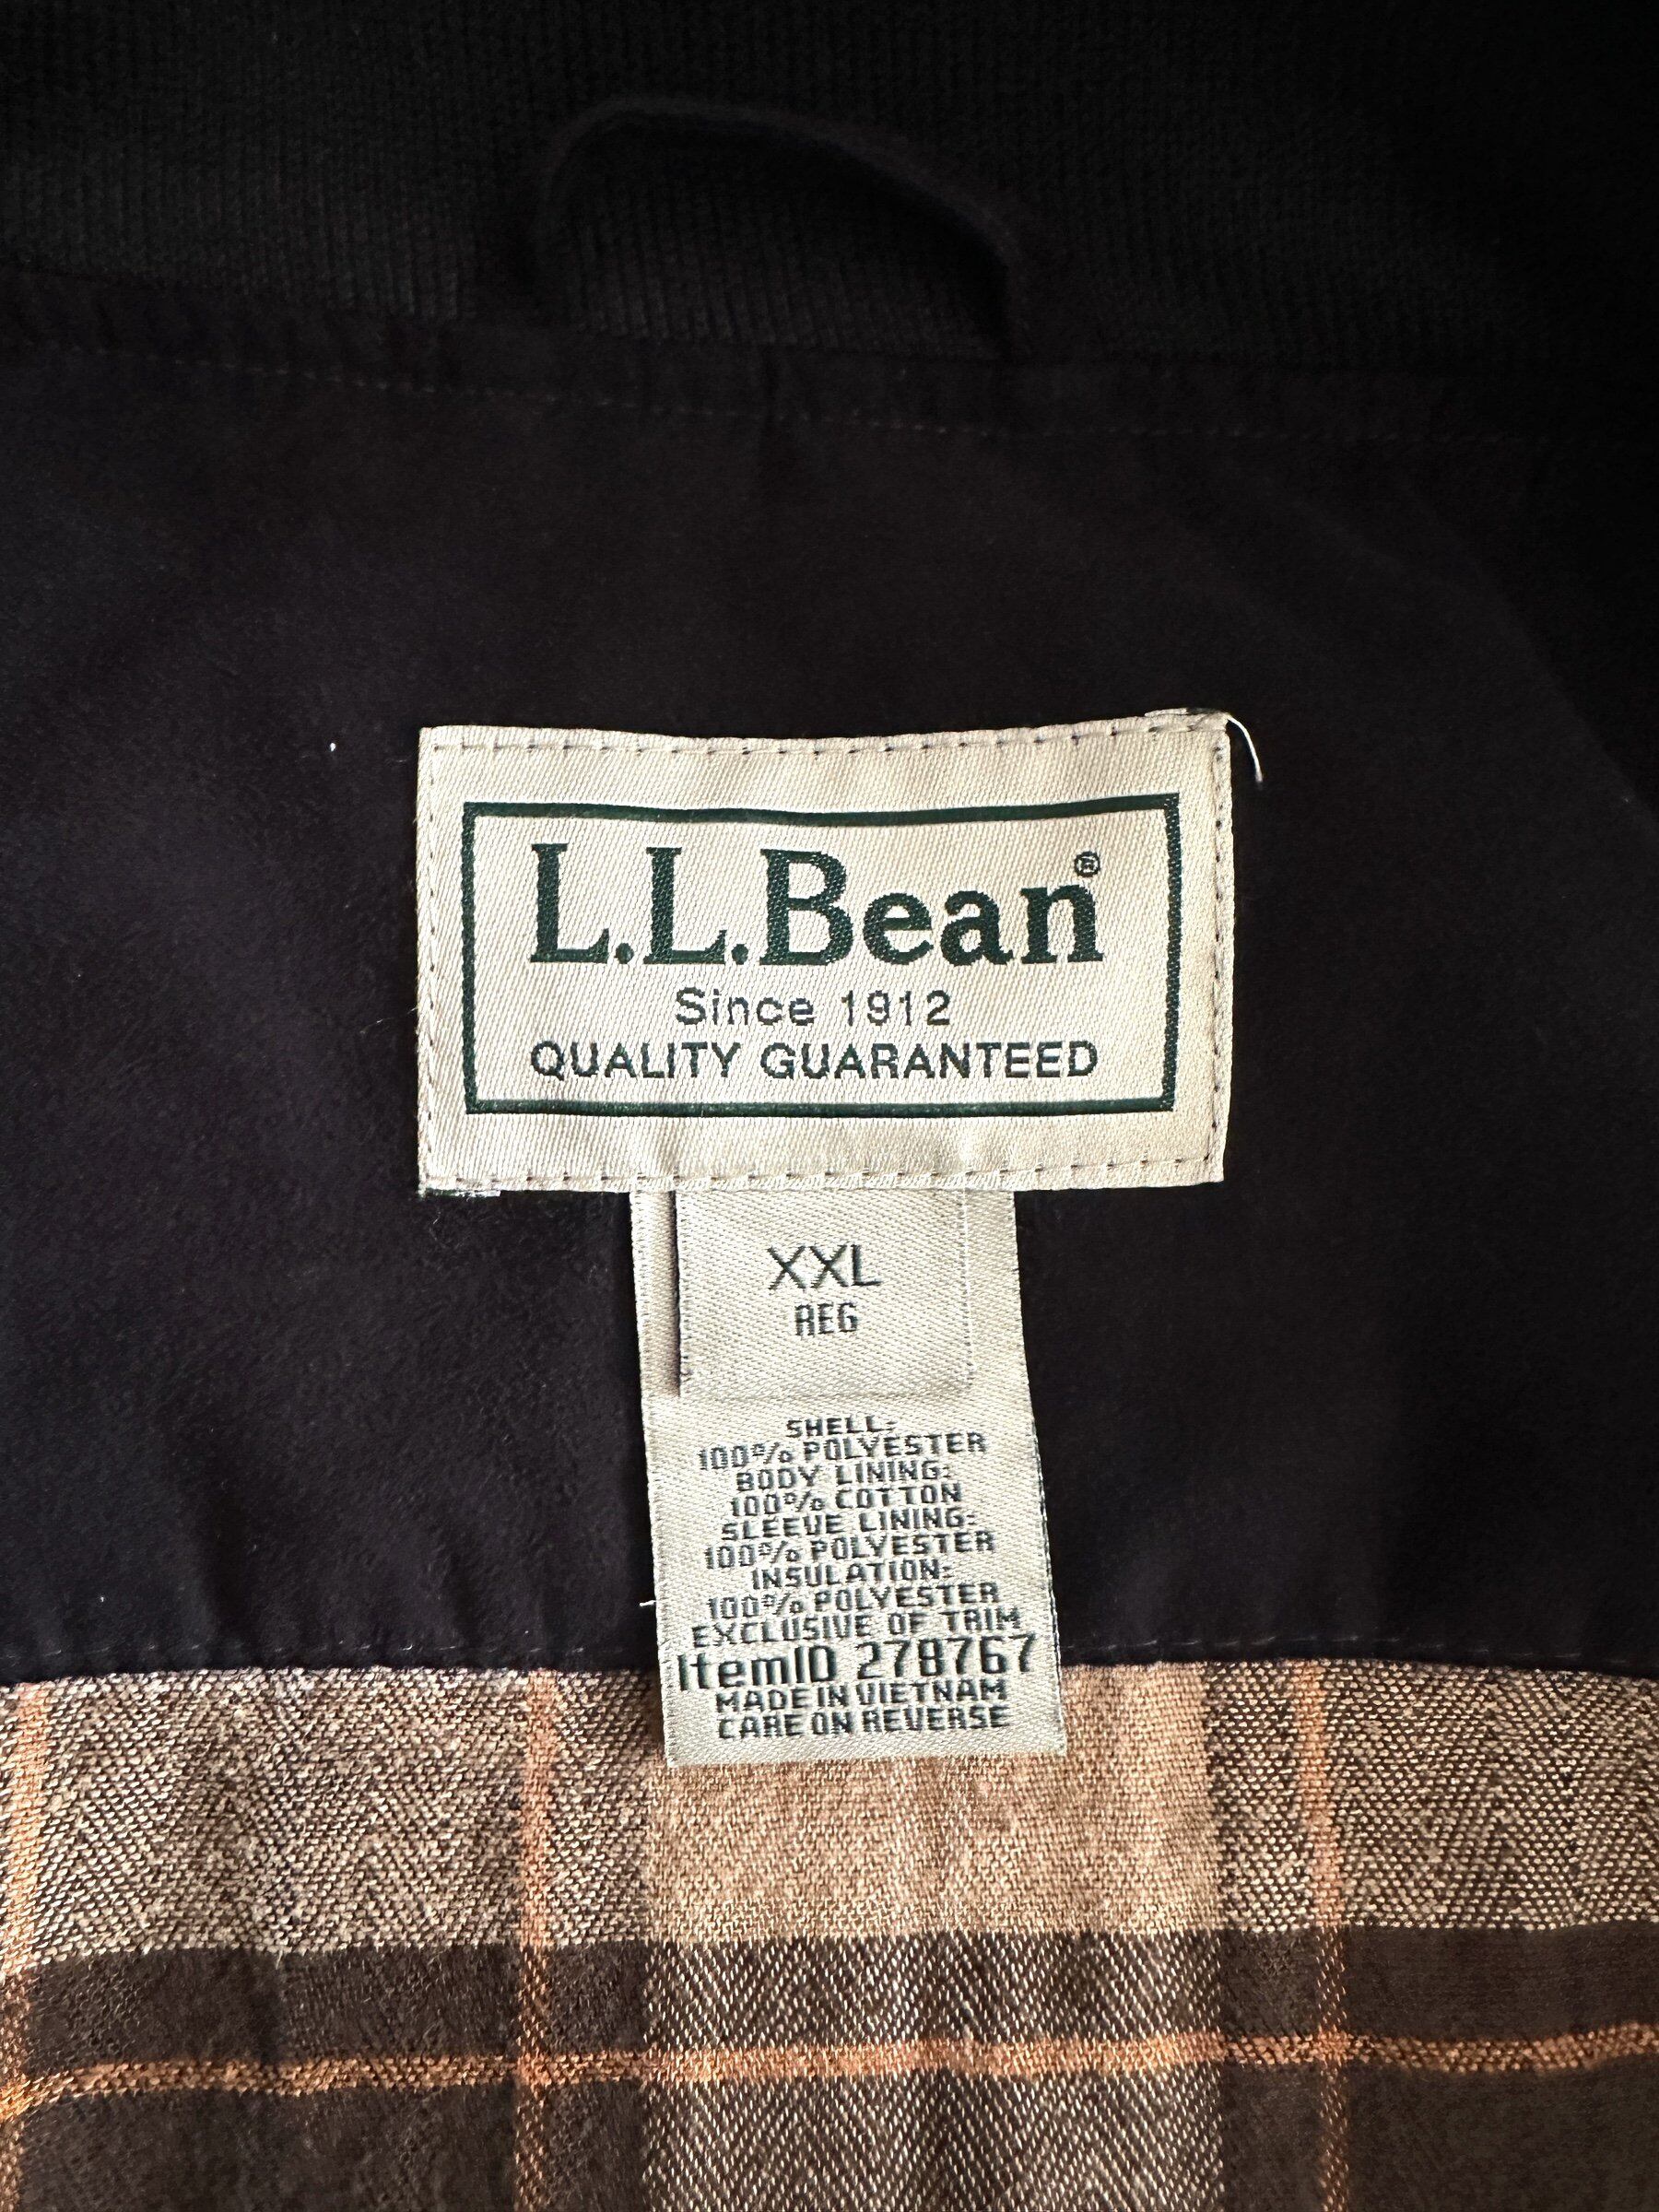 L.L.Bean®
Since 1912
QUALITY GUARANTEED
XXL
REG
SHELL:
100% POLYESTER
BODY LINING:
100% COTTON
SLEEVE LINING:
100% POLYESTER
INSULATION:
100% POLYESTER
EXCLUSIVE OF TRIM
ItemID 278767
MADE IN VIETNAM
CARE ON REVERSE